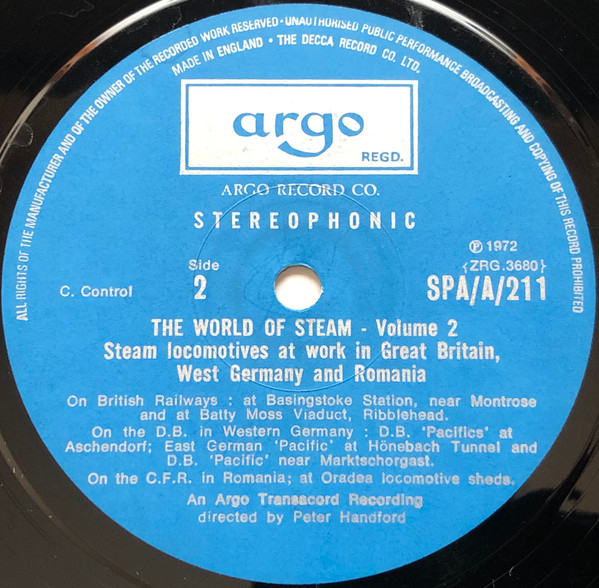 ALL RIGHTS OF THE MANUFACTURER AND OF THE OWNER OF THE RECORDED WORK RESERVED · UNAUTHORISED PUBLIC PERFORMANCE BROADCASTING AND COPYING OF THIS RECORD PROHIBITED
MADE IN ENGLAND · THE DECCA RECORD CO. LTD.
argo
REGD.
ARGO RECORD CO.
STEREOPHONIC
℗ 1972
Side {ZRG.3680}
C. Control 2 SPA/A/211
THE WORLD OF STEAM - Volume 2
Steam locomotives at work in Great Britain,
West Germany and Romania
On British Railways : at Basingstoke Station, near Montrose
and at Batty Moss Viaduct, Ribblehead.
On the D.B. in Western Germany : D.B. 'Pacifics' at
Aschendorf; East German 'Pacific' at Hönebach Tunnel and
D.B. 'Pacific' near Marktschorgast.
On the C.F.R. in Romania; at Oradea locomotive sheds.
An Argo Transacord Recording
directed by Peter Handford